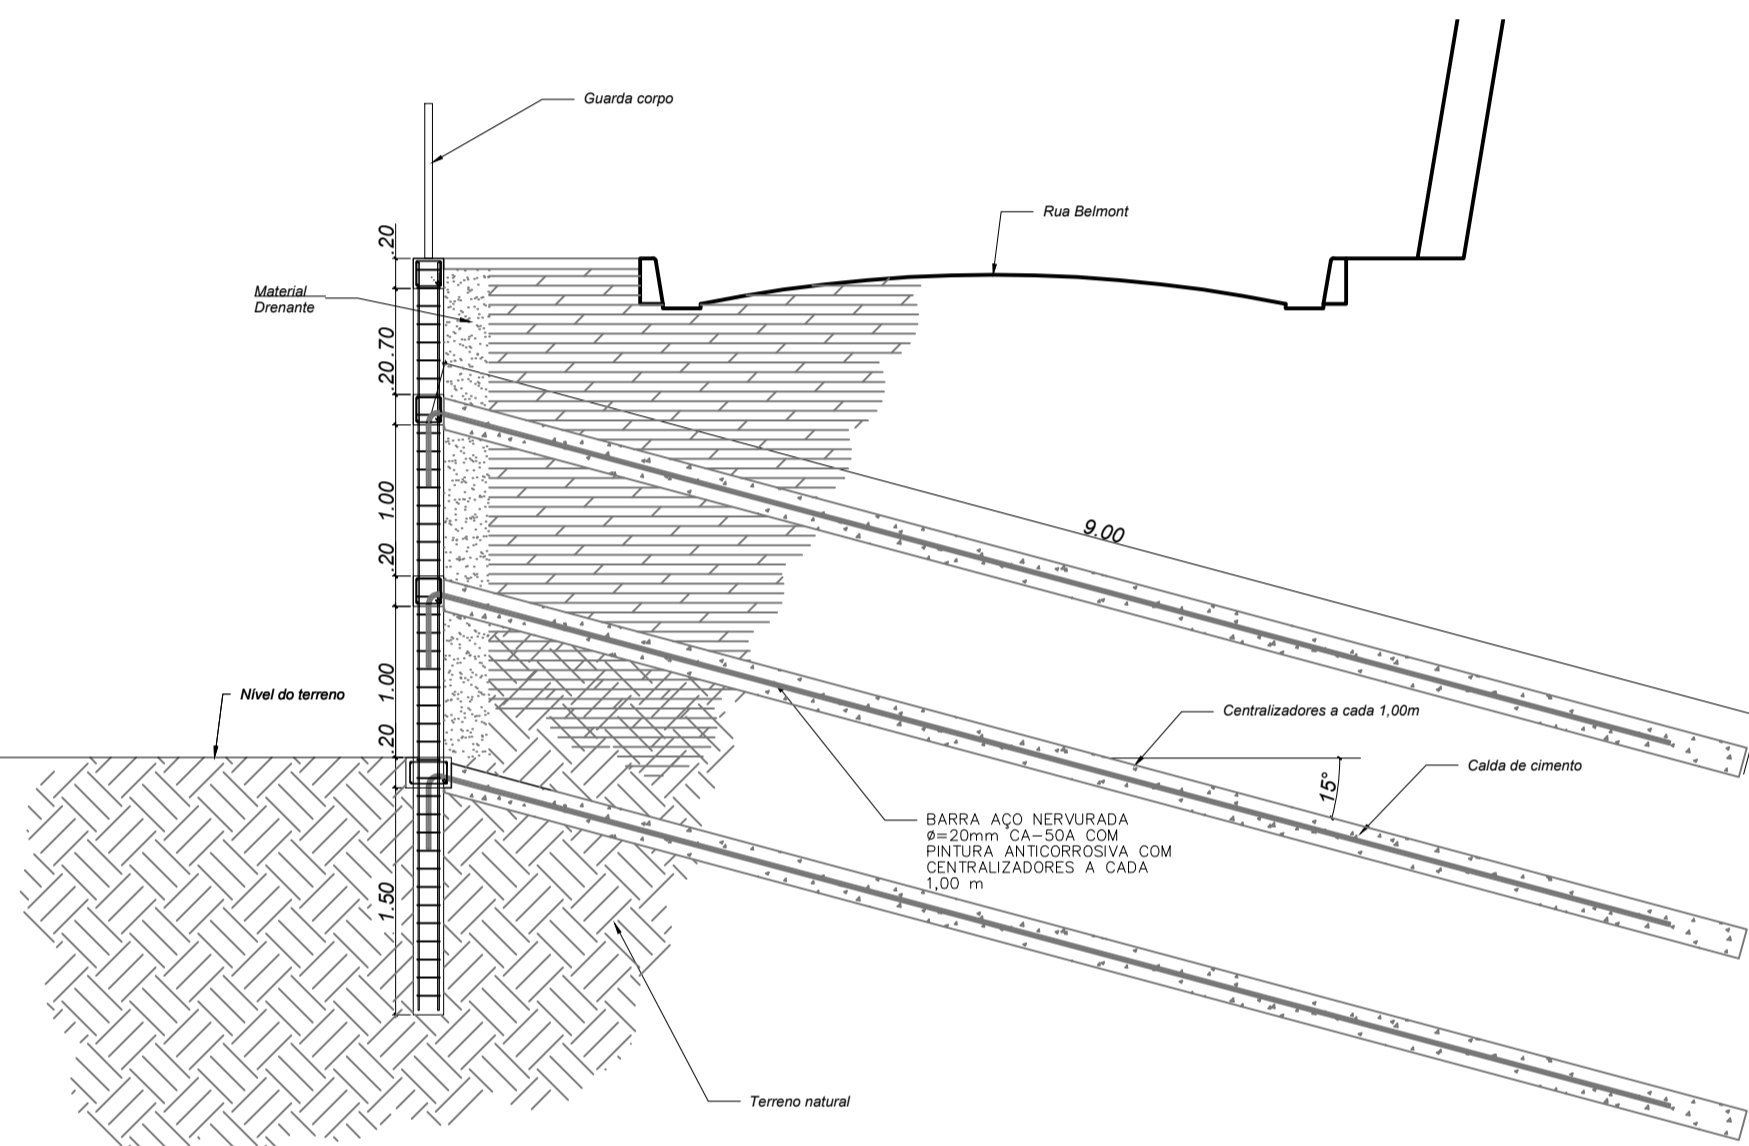 Guarda corpo
Rua Belmont
.20
Material
Drenante
.70
.20
1.00
9.00
.20
1.00
Nível do terreno
Centralizadores a cada 1,00m
.20
Calda de cimento
15°
BARRA AÇO NERVURADA
ø=20mm CA-50A COM
PINTURA ANTICORROSIVA COM
CENTRALIZADORES A CADA
1,00 m
1.50
Terreno natural